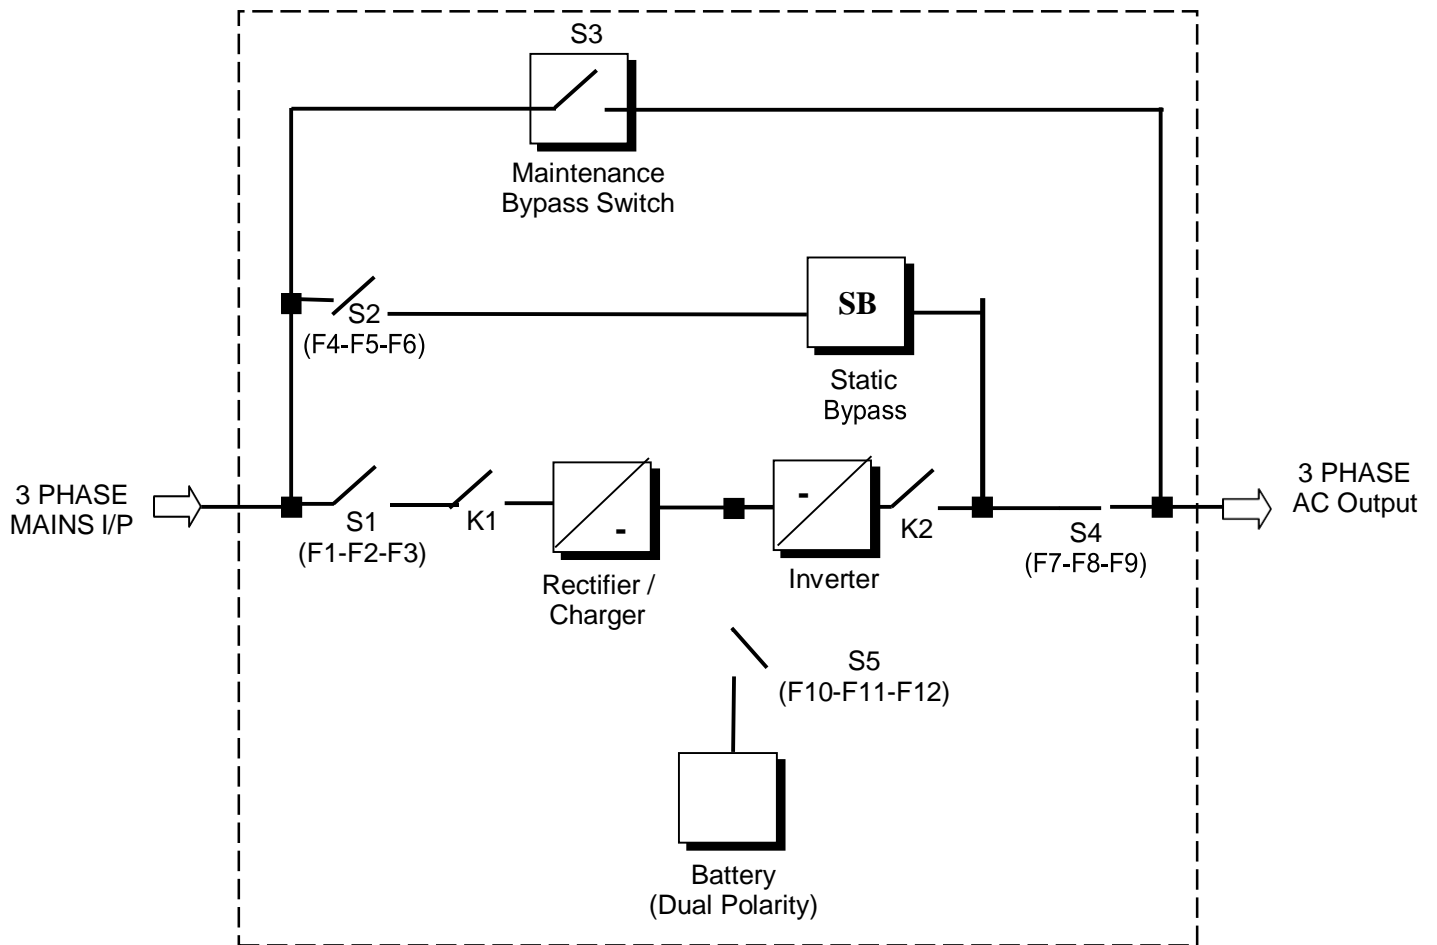 S3
Maintenance
Bypass Switch
SB
S2
(F4-F5-F6)
Static
Bypass
3 PHASE
MAINS I/P
S1
(F1-F2-F3)
K1
-
Rectifier /
Charger
-
Inverter
K2
S4
(F7-F8-F9)
3 PHASE
AC Output
S5
(F10-F11-F12)
Battery
(Dual Polarity)